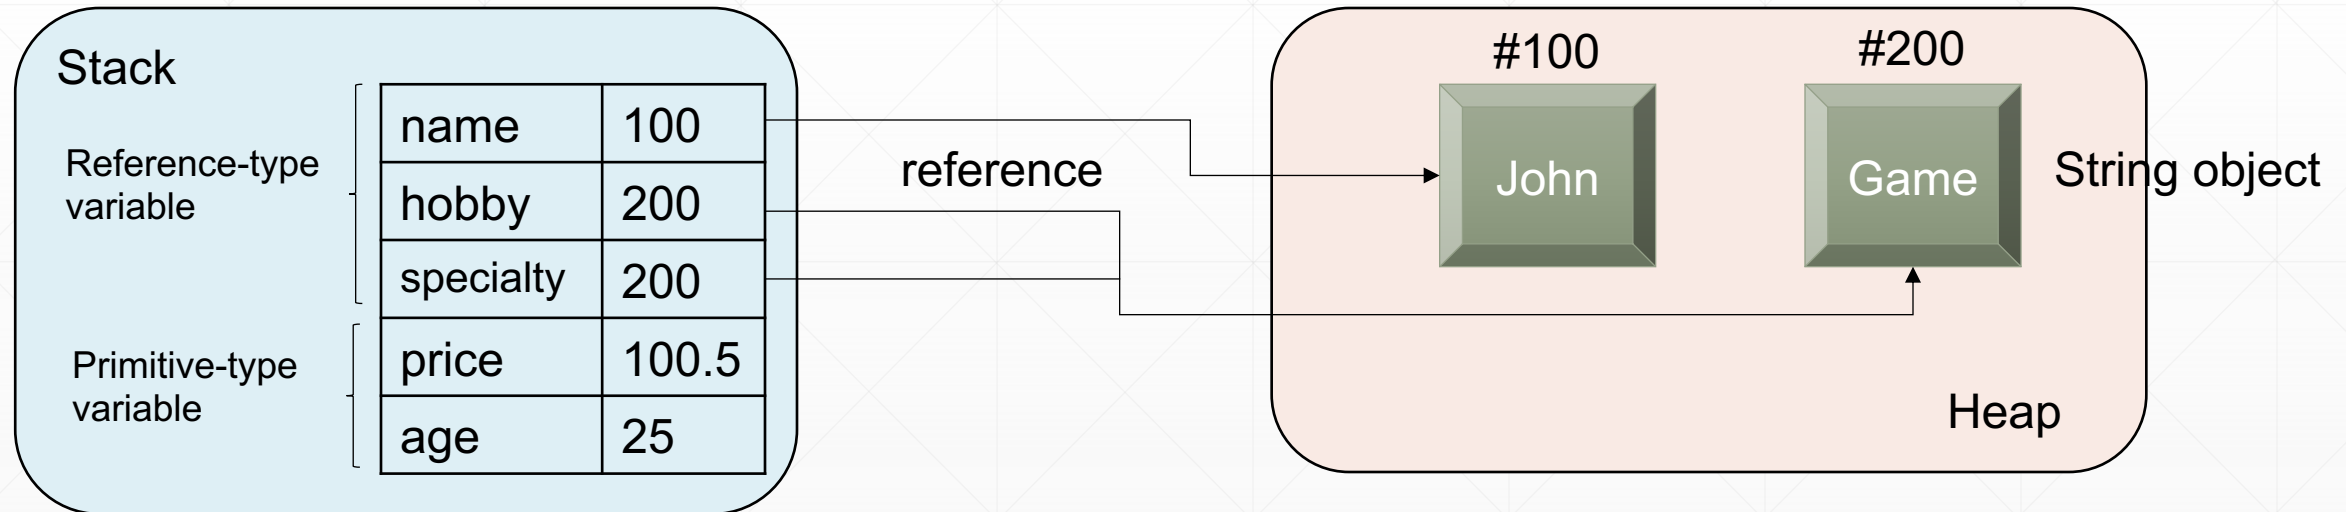 Stack
Reference-type
variable
Primitive-type
variable
name 100
hobby 200
specialty 200
price 100.5
age 25
reference
#100
#200
John
Game
String object
Heap